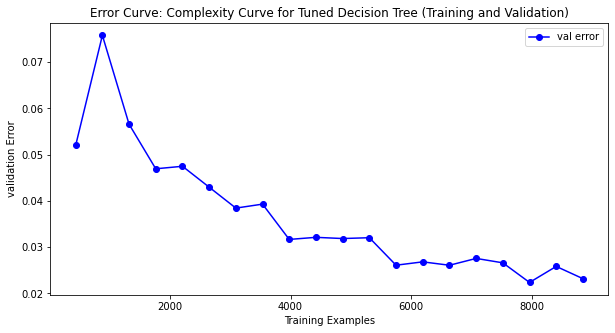 Error Curve: Complexity Curve for Tuned Decision Tree (Training and Validation)
val error
0.07
0.06
0.05
0.04
0.03
0.02
validation Error
2000
4000
6000
8000
Training Examples